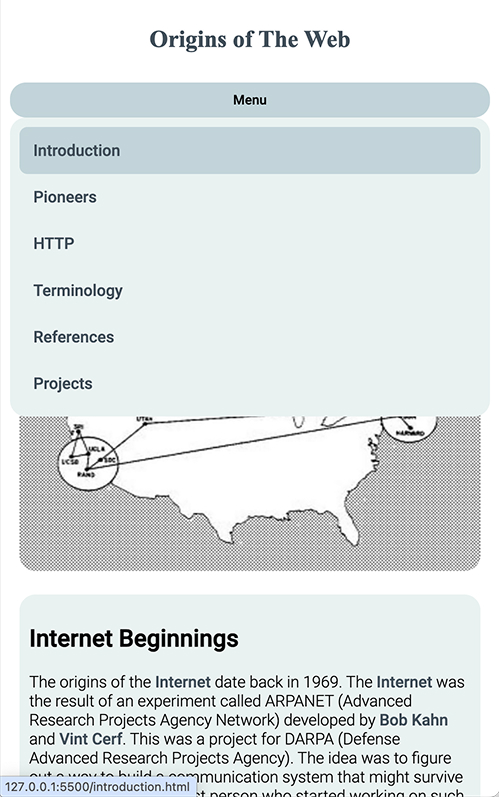 Origins of The Web
Menu
Introduction
Pioneers
HTTP
Terminology
References
Projects
UTAH
SRI
UCLA
UCSB
SDC
RAND
HARVARD
Internet Beginnings
The origins of the Internet date back in 1969. The Internet was
the result of an experiment called ARPANET (Advanced
Research Projects Agency Network) developed by Bob Kahn
and Vint Cerf. This was a project for DARPA (Defense
Advanced Research Projects Agency). The idea was to figure
out a way to build a communication system that might survive
person who started working on such
127.0.0.1:5500/introduction.html